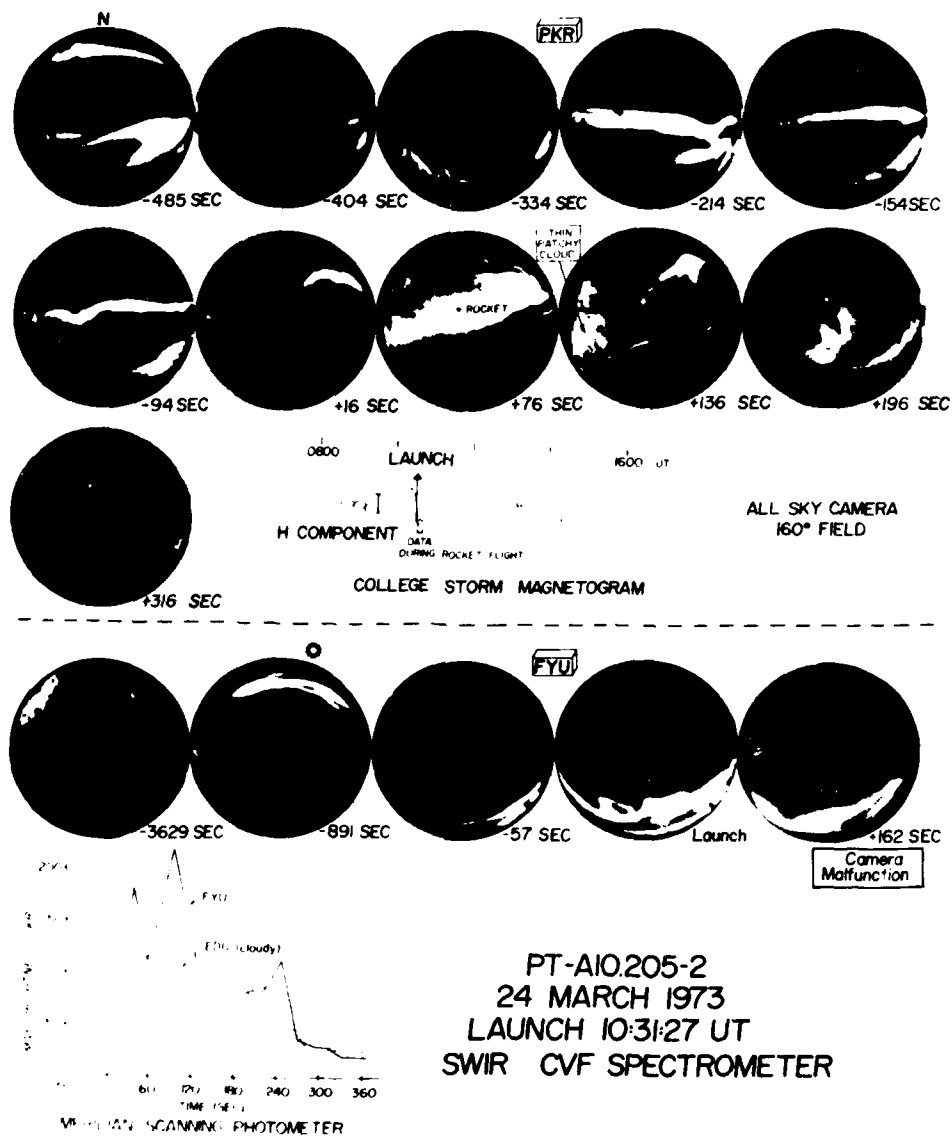 N
PKR
-485 SEC
-404 SEC
-334 SEC
-214 SEC
-154 SEC
THIN
PATCHY
CLOUD
+ ROCKET
-94 SEC
+16 SEC
+76 SEC
+136 SEC
+196 SEC
0800
1600 UT
LAUNCH
H COMPONENT
DATA
DURING ROCKET FLIGHT
ALL SKY CAMERA
160° FIELD
COLLEGE STORM MAGNETOGRAM
+316 SEC
FYU
-3629 SEC
-891 SEC
-57 SEC
Launch
+162 SEC
Camera
Malfunction
FYU
(cloudy)
60
120
180
240
300
360
TIME (SEC)
MERIDIAN SCANNING PHOTOMETER
PT-A10.205-2
24 MARCH 1973
LAUNCH 10:31:27 UT
SWIR CVF SPECTROMETER